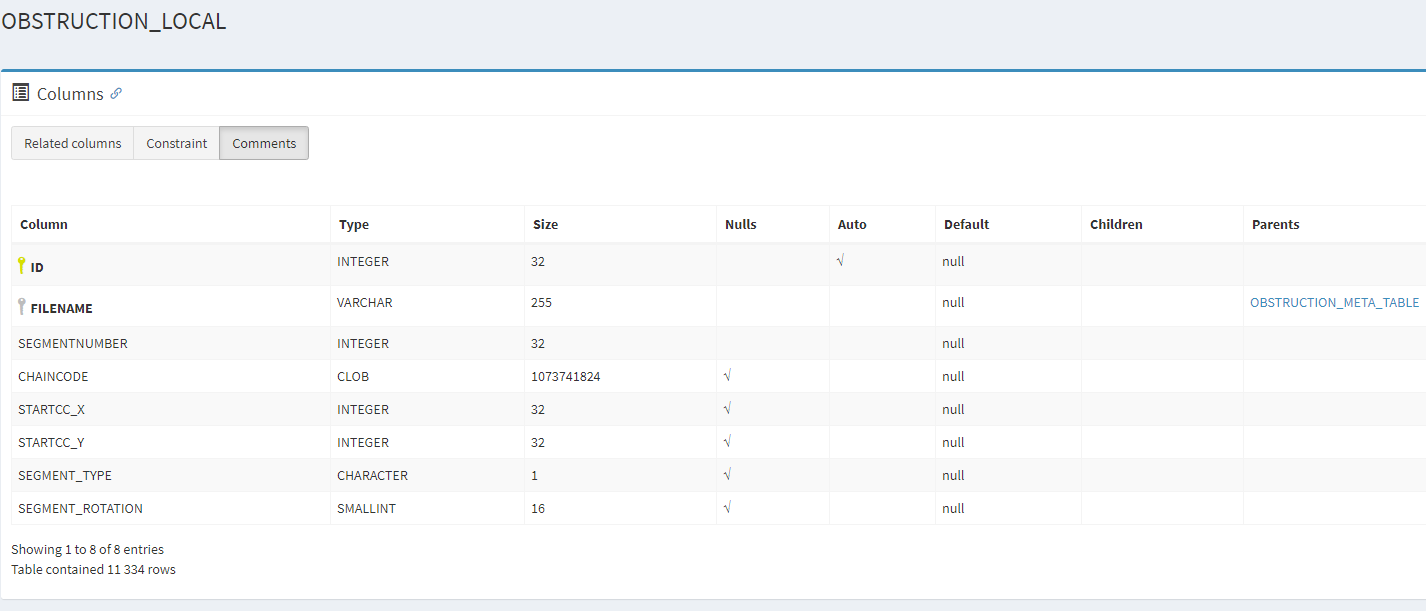 OBSTRUCTION_LOCAL
Columns
Related columns Constraint Comments
Column Type Size Nulls Auto Default Children Parents
ID INTEGER 32 √ null
FILENAME VARCHAR 255 null OBSTRUCTION_META_TABLE
SEGMENTNUMBER INTEGER 32 null
CHAINCODE CLOB 1073741824 √ null
STARTCC_X INTEGER 32 √ null
STARTCC_Y INTEGER 32 √ null
SEGMENT_TYPE CHARACTER 1 √ null
SEGMENT_ROTATION SMALLINT 16 √ null
Showing 1 to 8 of 8 entries
Table contained 11 334 rows